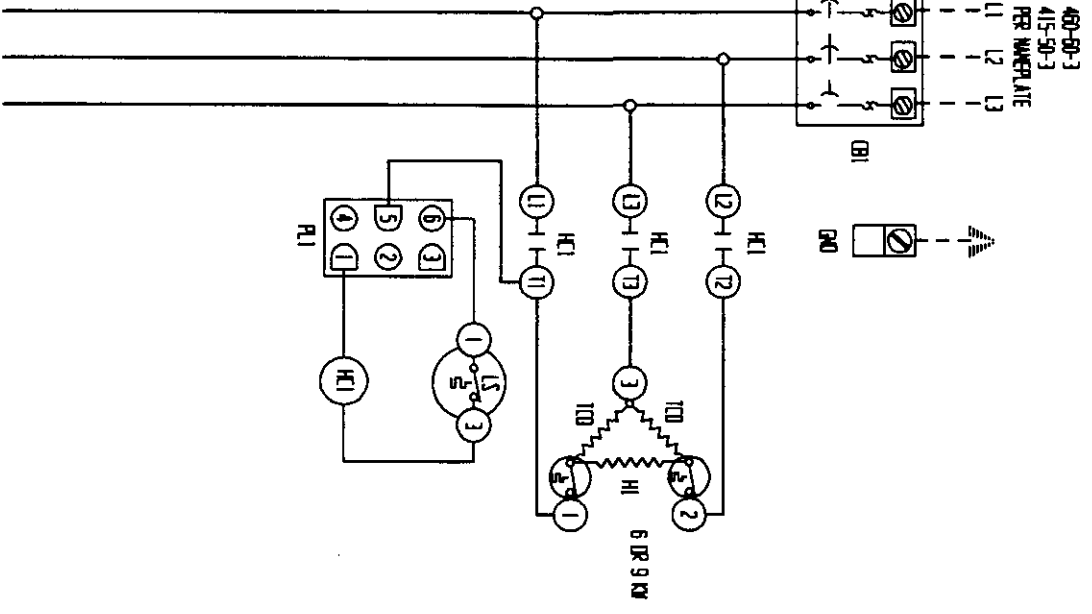 460-60-3
415-50-3
PER NAMEPLATE
L1
L2
L3
CB1
GND
L1
L3
L2
HC1
HC1
HC1
T1
T3
T2
PL1
4
5
6
1
2
3
HC1
1
LS
3
3
TCO
TCO
H1
1
2
6 OR 9 KW